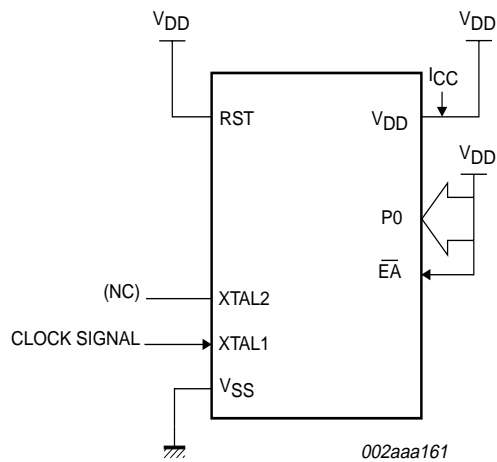 VDD
VDD
ICC
RST
VDD
VDD
P0
EA
(NC)
XTAL2
CLOCK SIGNAL
XTAL1
VSS
002aaa161